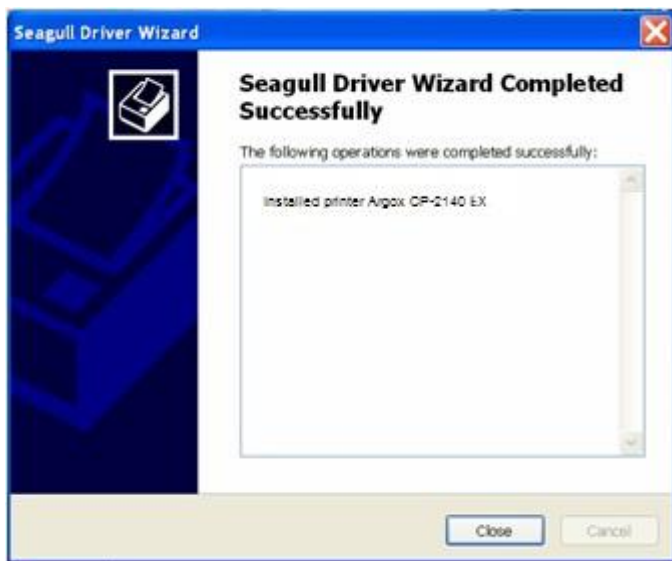 Seagull Driver Wizard
Seagull Driver Wizard Completed
Successfully
The following operations were completed successfully:
Installed printer Argox CP-2140 EX
Close
Cancel